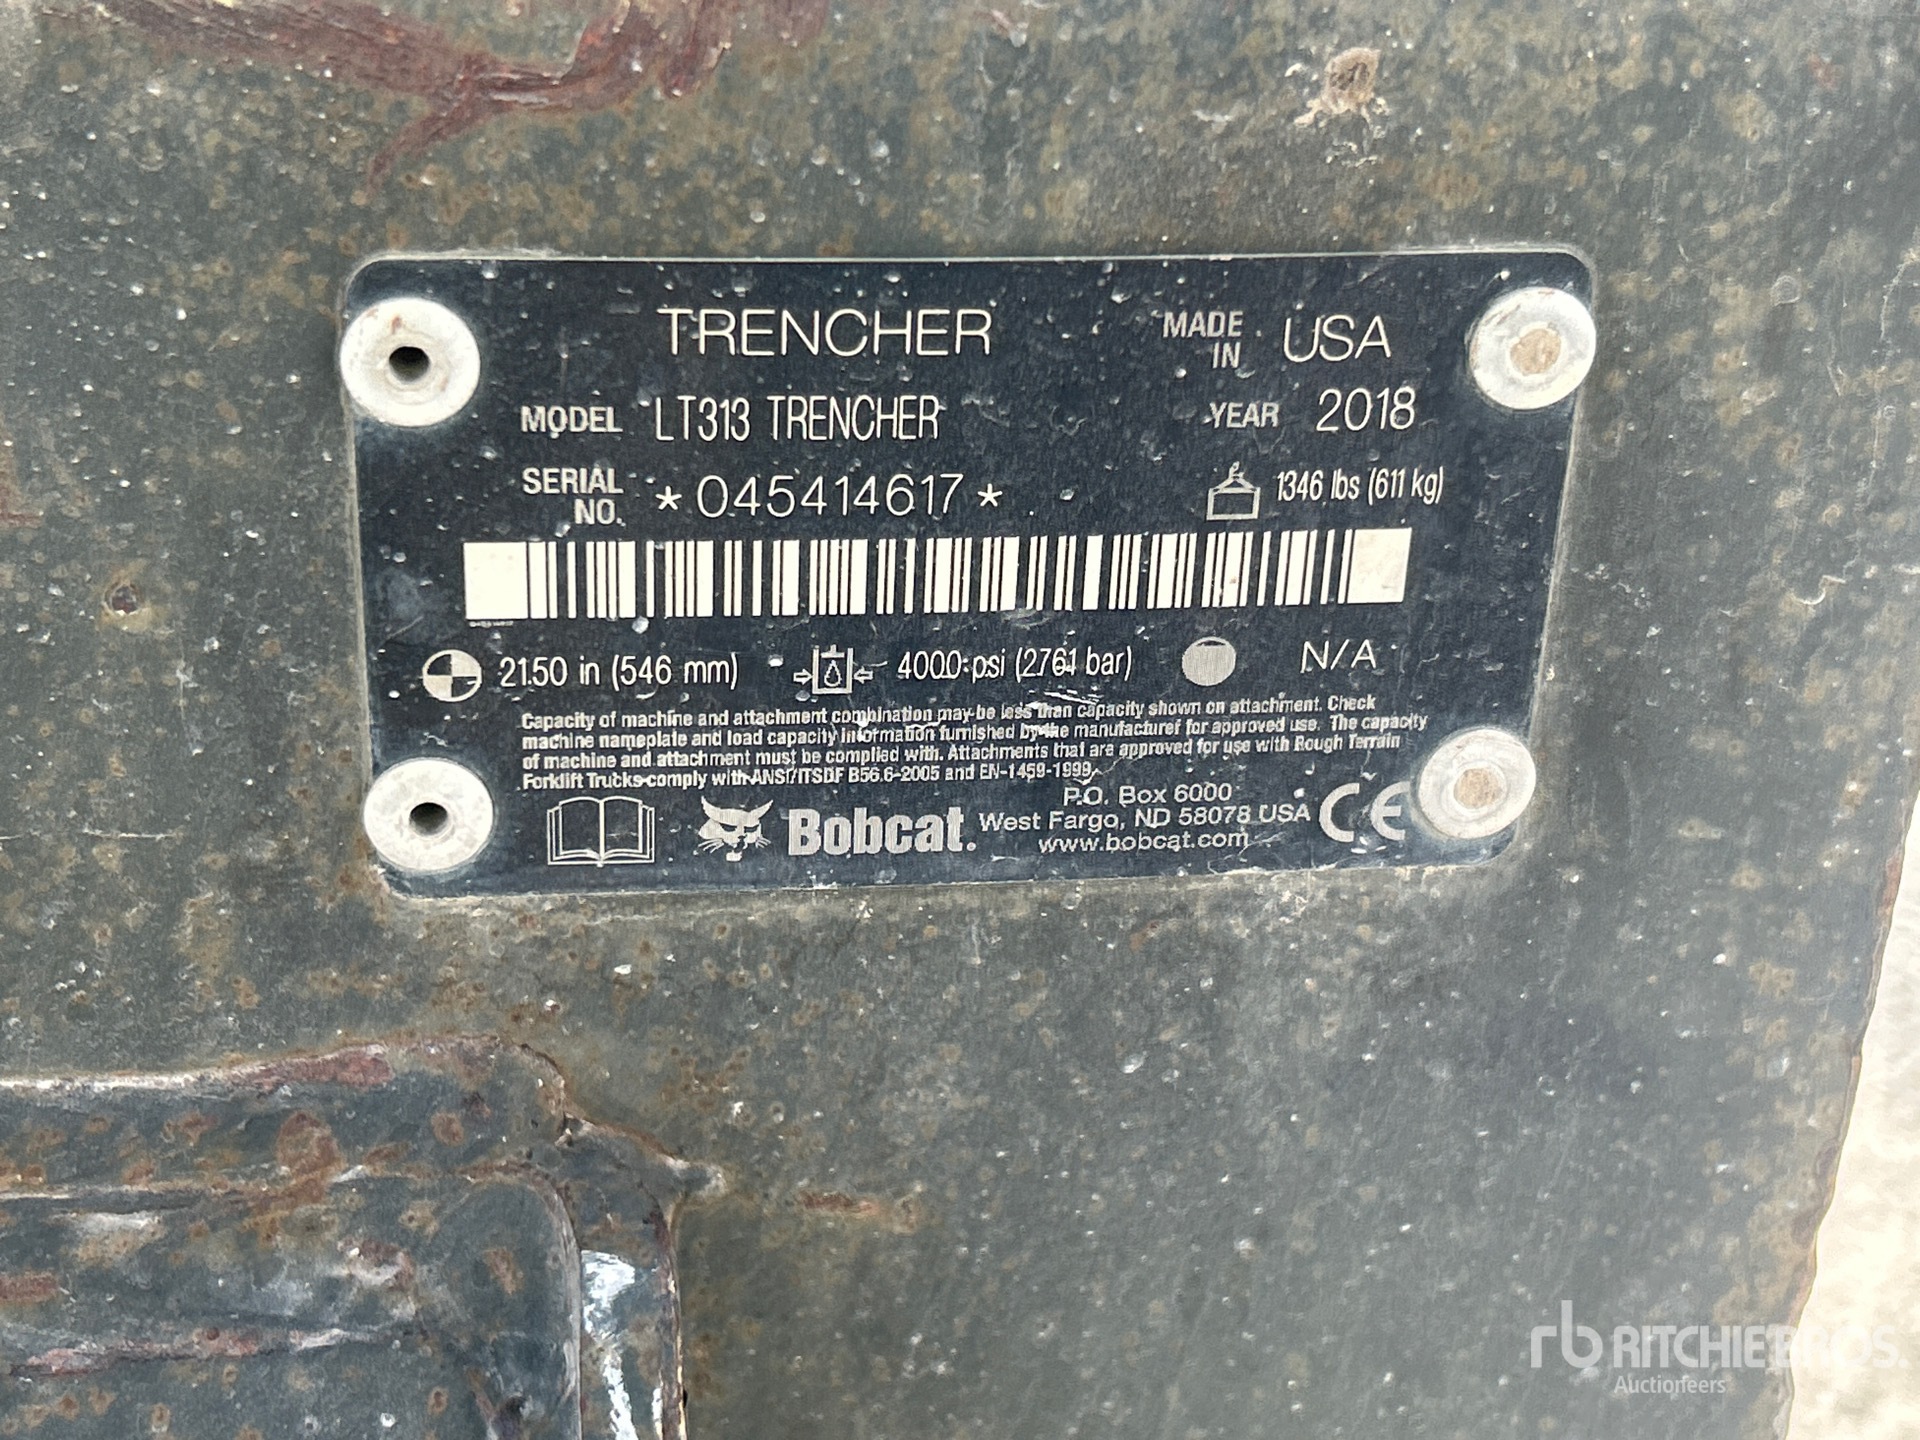 TRENCHER MADE IN USA
MODEL LT313 TRENCHER YEAR 2018
SERIAL NO. *045414617* 1346 lbs (611 kg)
21.50 in (546 mm) 4000 psi (276.1 bar) N/A
Capacity of machine and attachment combination may be less than capacity shown on attachment. Check
machine nameplate and load capacity information furnished by the manufacturer for approved use. The capacity
of machine and attachment must be complied with. Attachments that are approved for use with Rough Terrain
Forklift Trucks comply with ANSI/ITSDF B56.6-2005 and EN-1459-1999
Bobcat.
P.O. Box 6000
West Fargo, ND 58078 USA
www.bobcat.com
CE
rb RITCHIE BROS.
Auctioneers